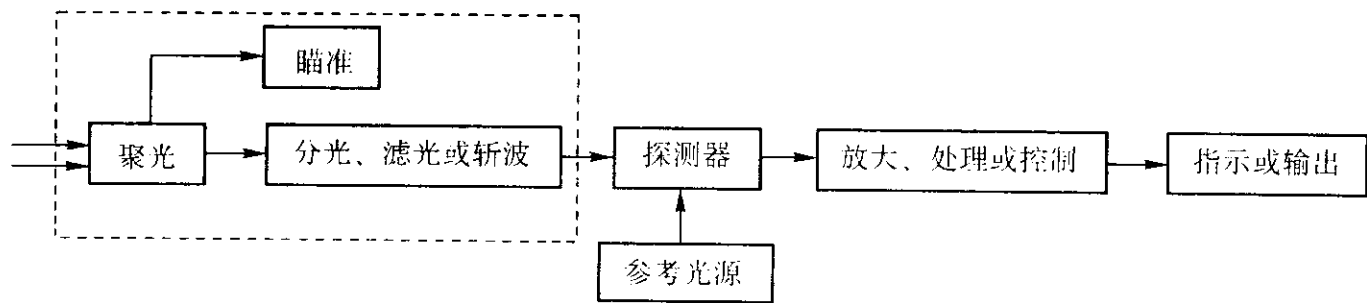 瞄准
聚光
分光、滤光或斩波
探测器
放大、处理或控制
指示或输出
参考光源